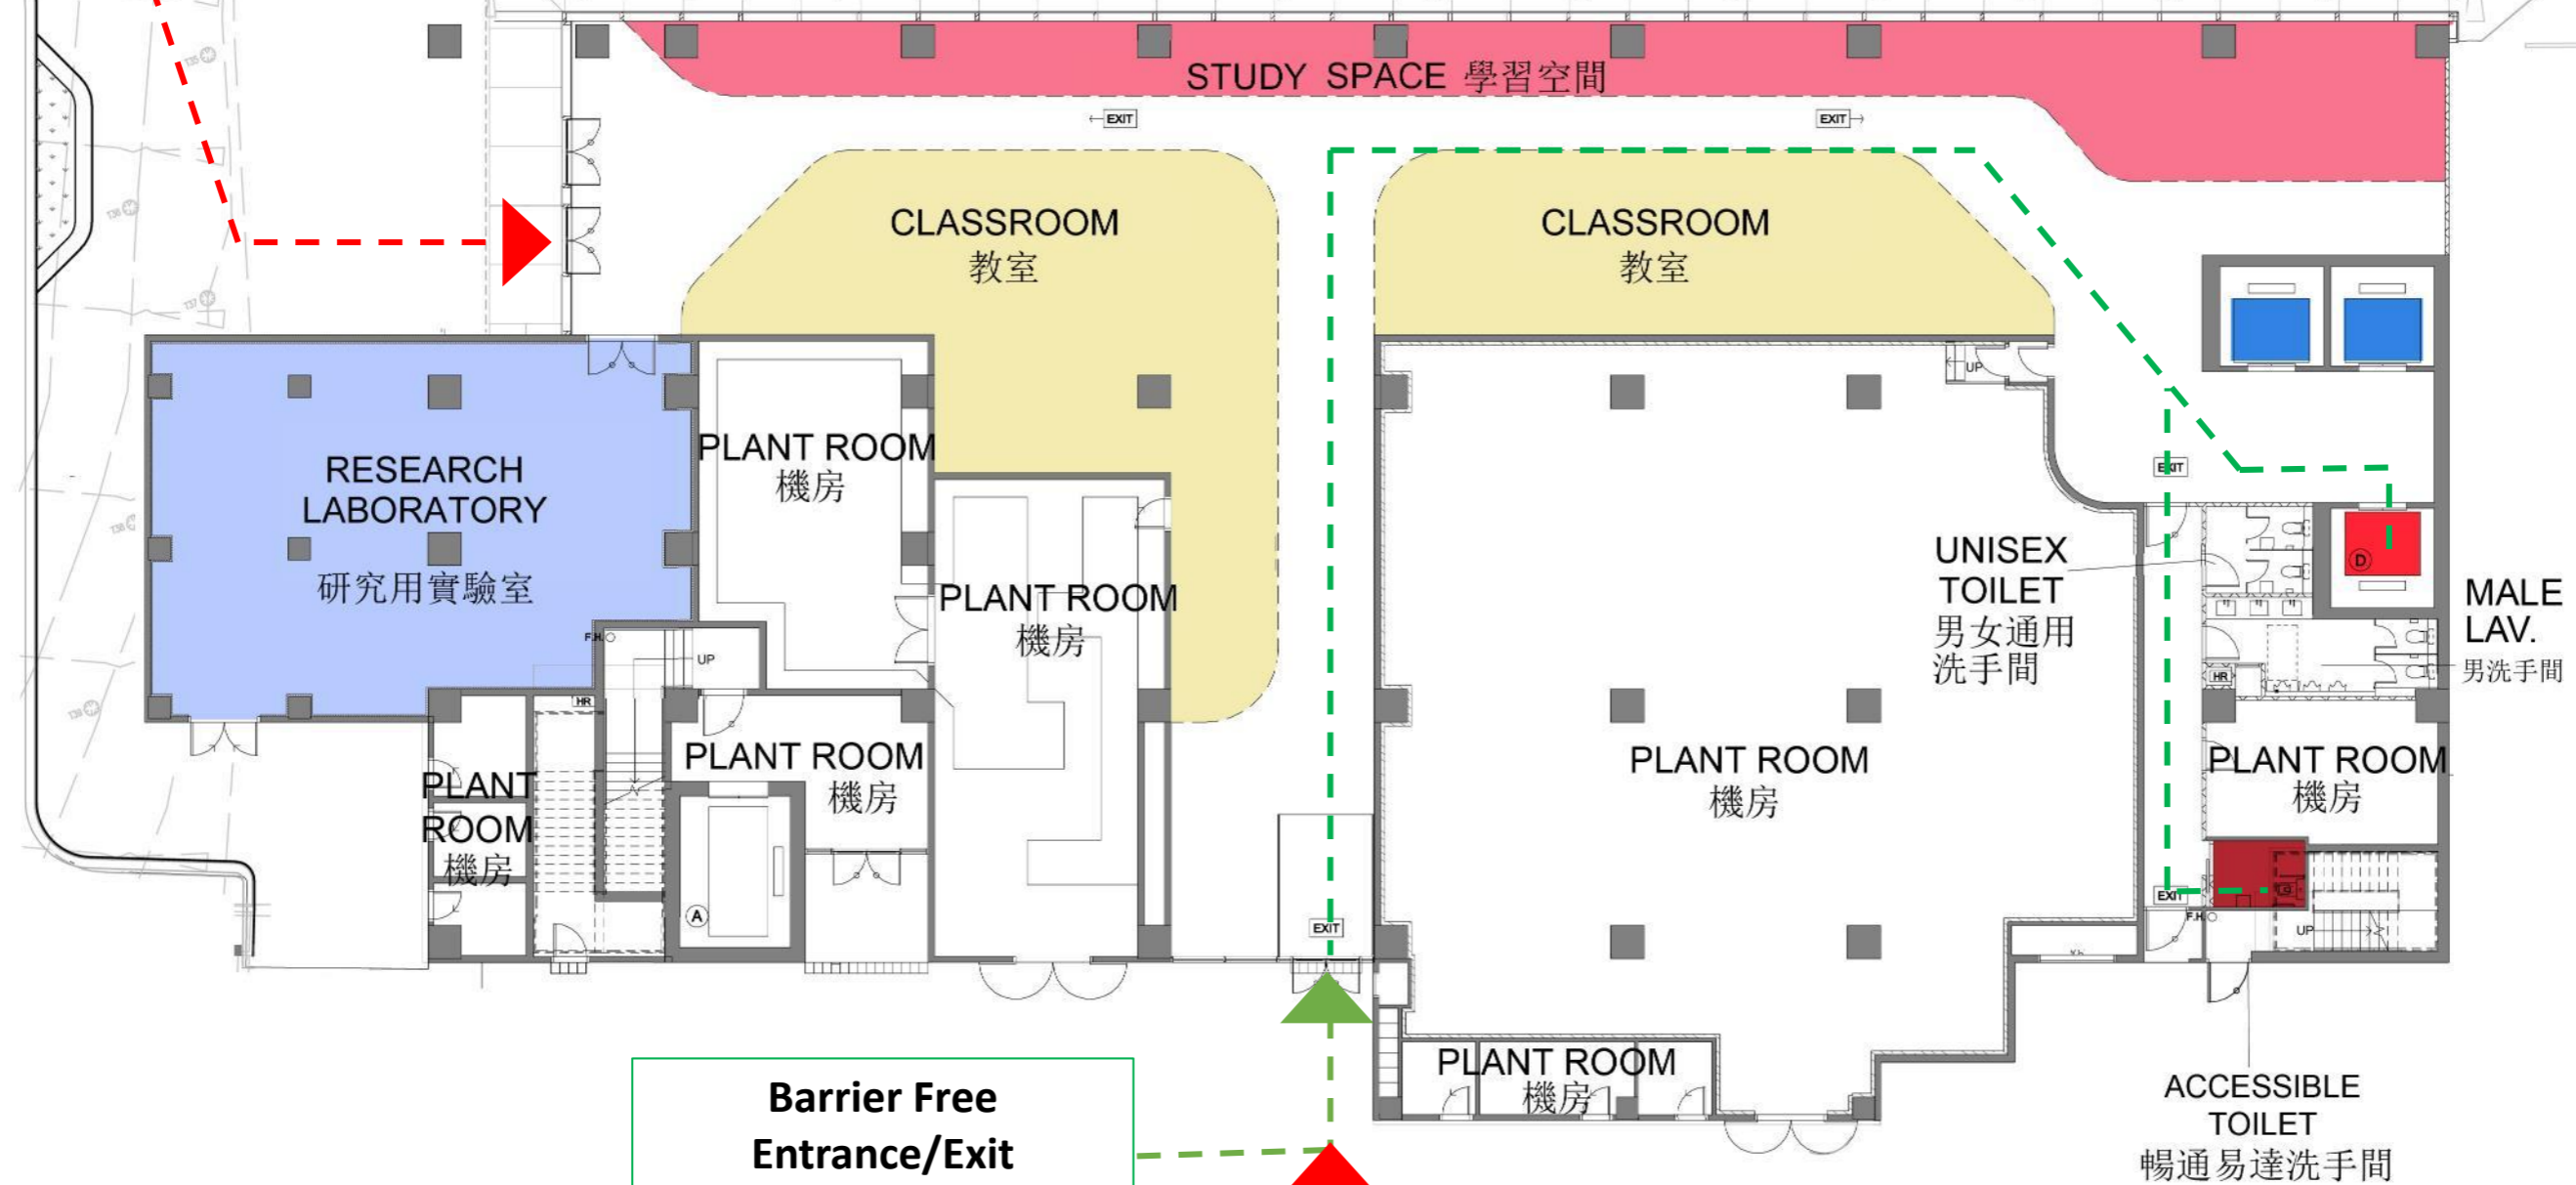 STUDY SPACE 學習空間
←EXIT
EXIT→
CLASSROOM
教室
CLASSROOM
教室
UP
RESEARCH
LABORATORY
研究用實驗室
PLANT ROOM
機房
PLANT ROOM
機房
EXIT
UNISEX
TOILET
男女通用
洗手間
D
MALE
LAV.
男洗手間
F.H.
UP
HR
HR
PLANT ROOM
機房
PLANT
ROOM
機房
PLANT ROOM
機房
PLANT ROOM
機房
A
EXIT
EXIT
F.H.
UP
PLANT ROOM
機房
ACCESSIBLE
TOILET
暢通易達洗手間
Barrier Free
Entrance/Exit